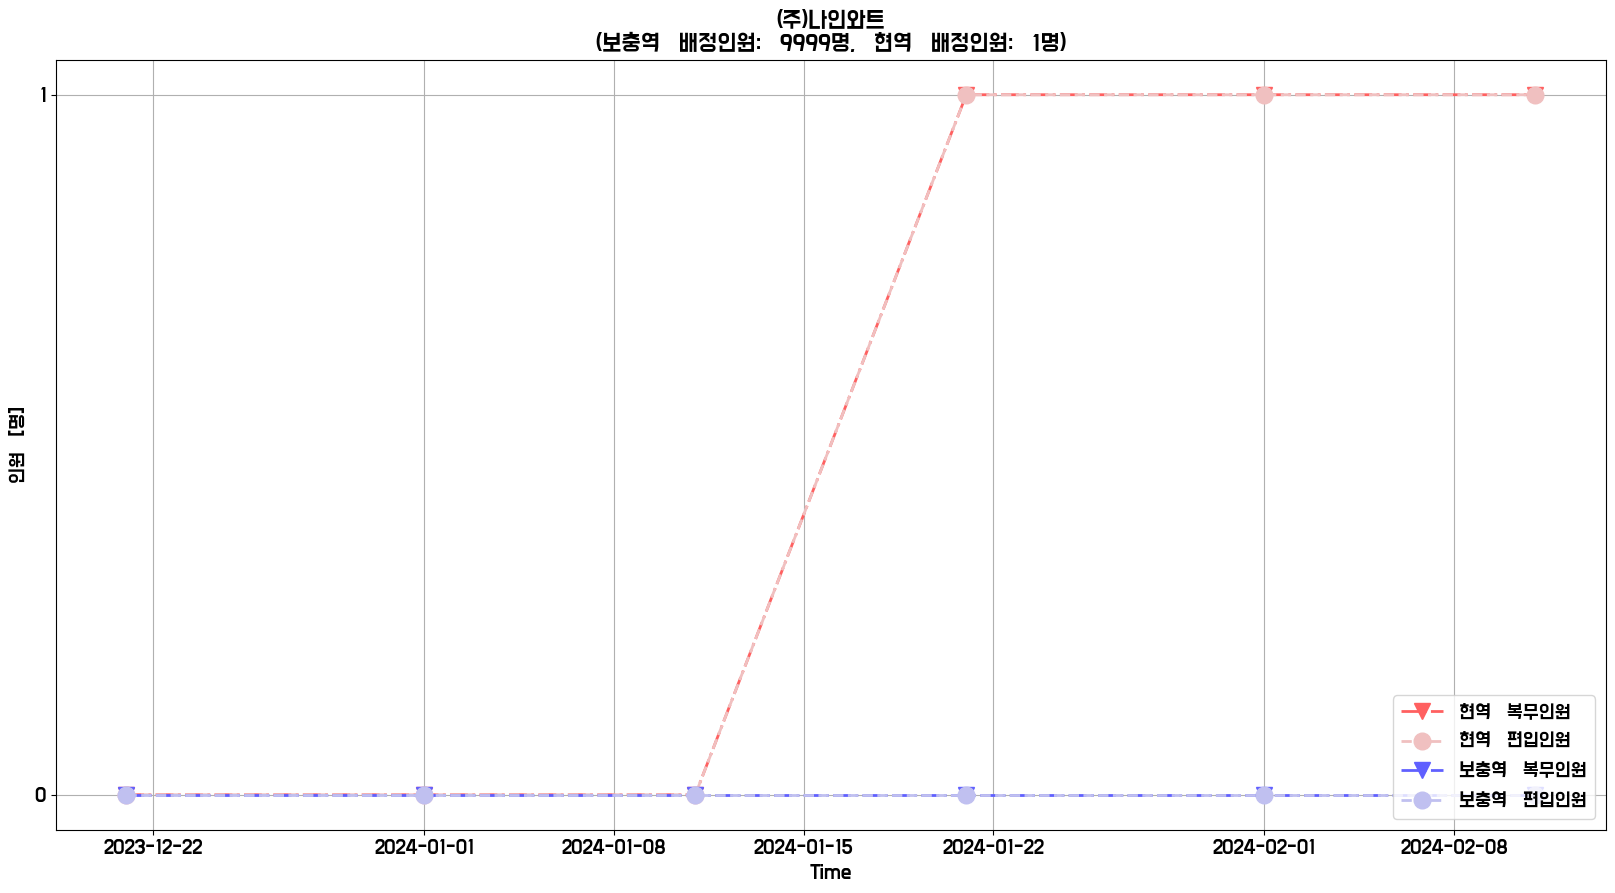 (주)나인와트
(보충역 배정인원: 9999명, 현역 배정인원: 1명)
인원 [명]
1
0
현역 복무인원
현역 편입인원
보충역 복무인원
보충역 편입인원
2023-12-22 2024-01-01 2024-01-08 2024-01-15 2024-01-22 2024-02-01 2024-02-08
Time